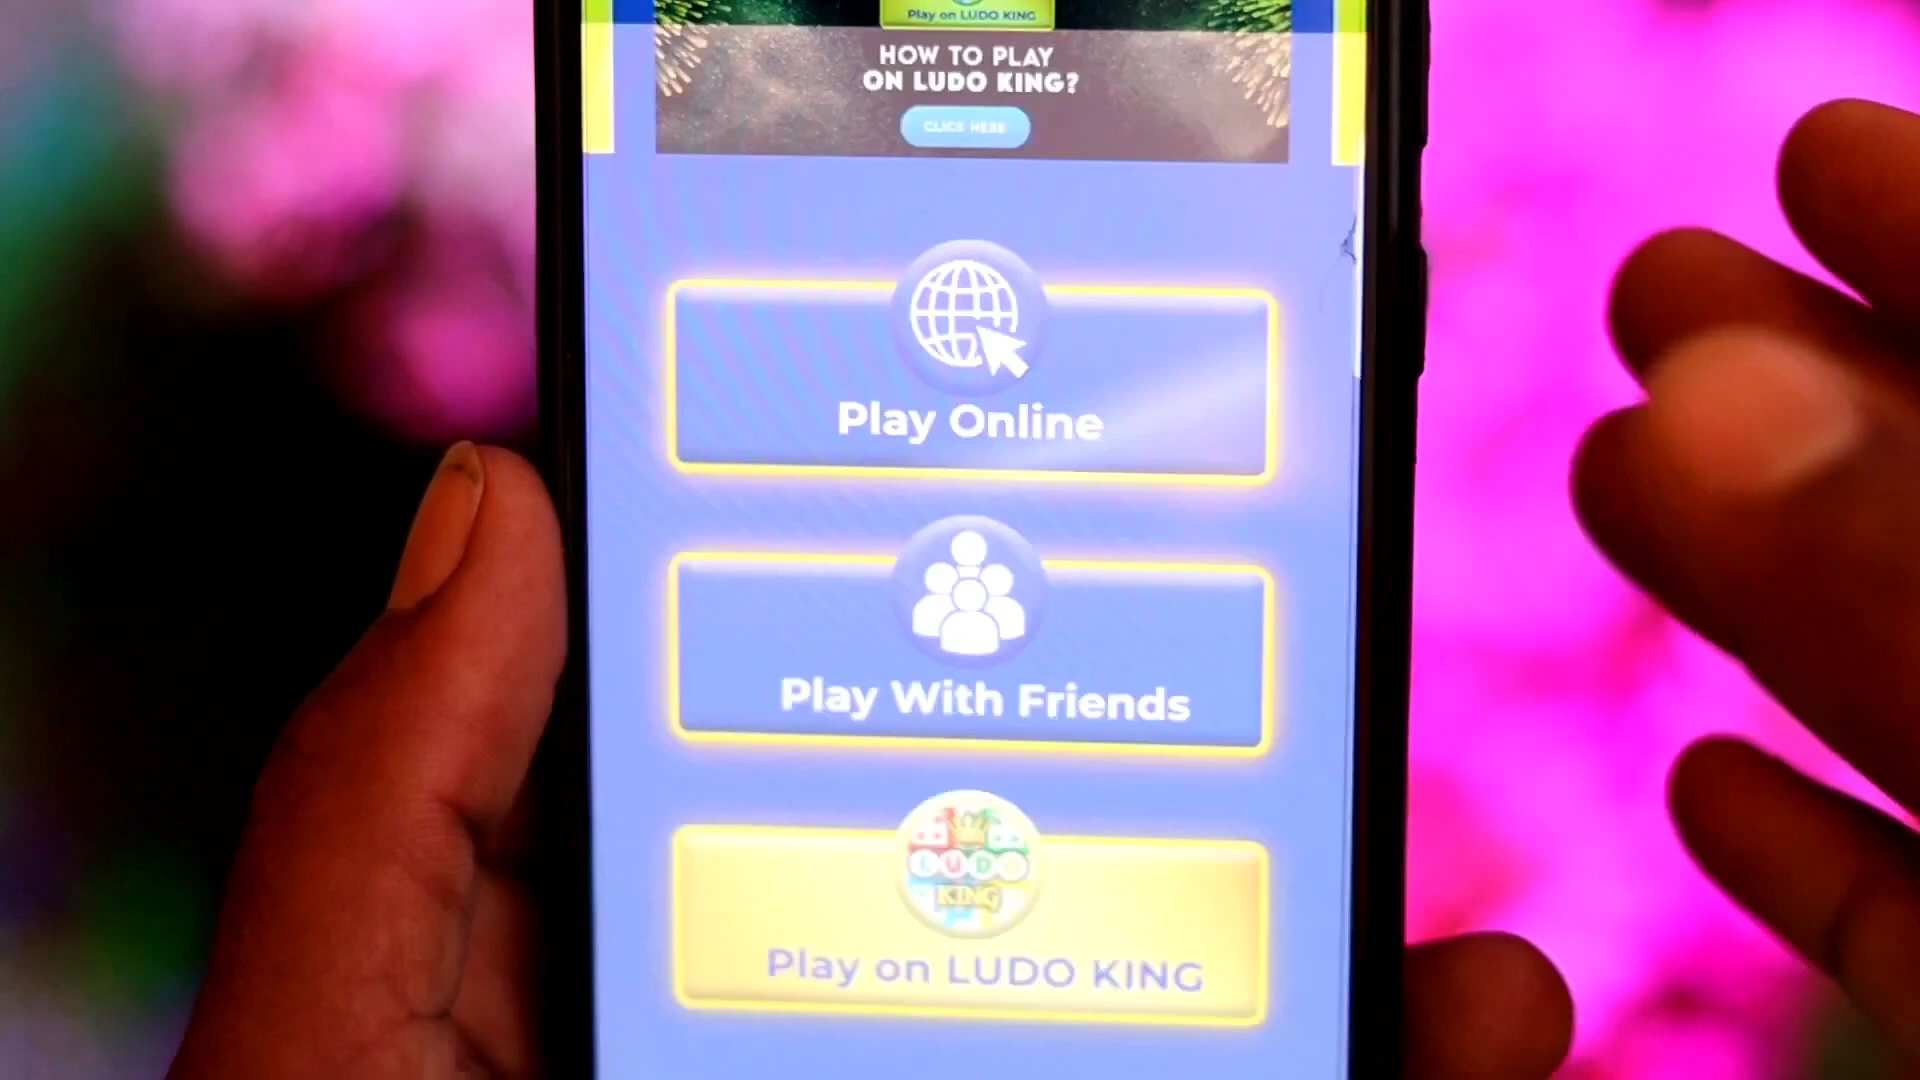 Play on LUDO KING
HOW TO PLAY
ON LUDO KING?
CLICK HERE
Play Online
Play With Friends
LUDO
KING
Play on LUDO KING